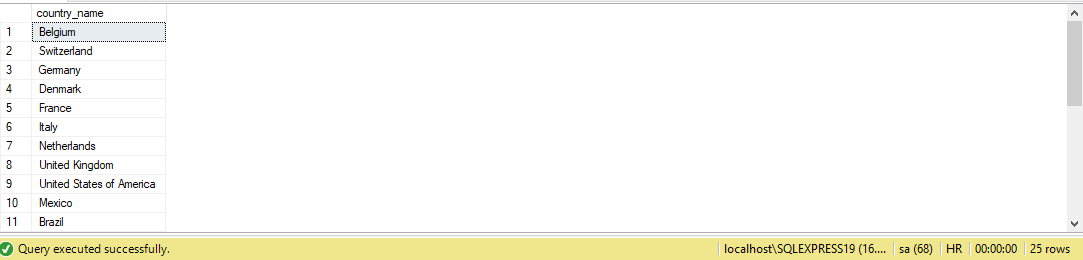 country_name
1 Belgium
2 Switzerland
3 Germany
4 Denmark
5 France
6 Italy
7 Netherlands
8 United Kingdom
9 United States of America
10 Mexico
11 Brazil
Query executed successfully. localhost\SQLEXPRESS19 (16.... sa (68) HR 00:00:00 25 rows